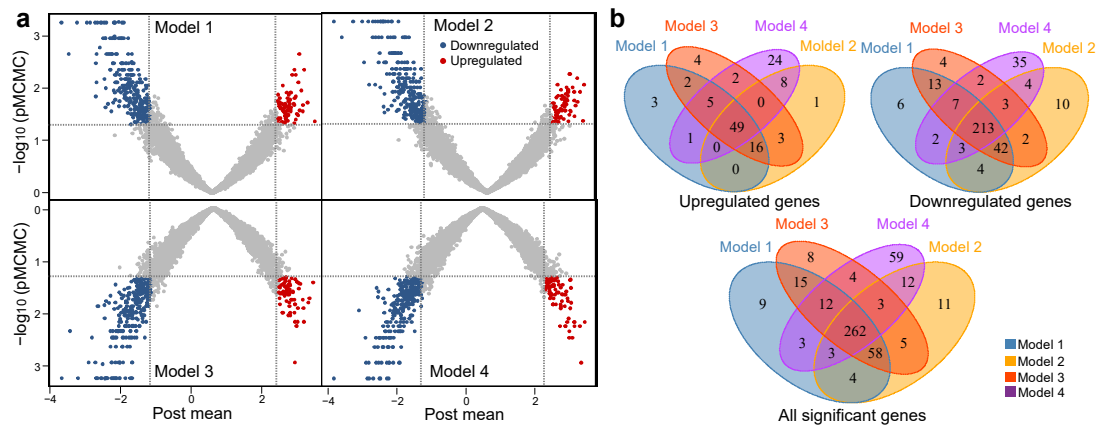 a
Model 1
Model 2
Downregulated
Upregulated
−log10 (pMCMC)
3
2
1
0
0
1
2
3
−log10 (pMCMC)
Model 3
Model 4
−4
−2
0
2
−4
−2
0
2
Post mean
Post mean
b
Model 3
Model 4
Model 1
Moldel 2
4
24
2
2
8
3
5
0
1
49
1
0
16
3
0
Upregulated genes
Model 3
Model 4
Model 1
Model 2
4
35
13
2
4
6
7
3
10
213
2
3
42
2
4
Downregulated genes
Model 3
Model 4
Model 1
Model 2
8
59
15
4
12
9
12
3
11
262
3
3
58
5
4
All significant genes
Model 1
Model 2
Model 3
Model 4